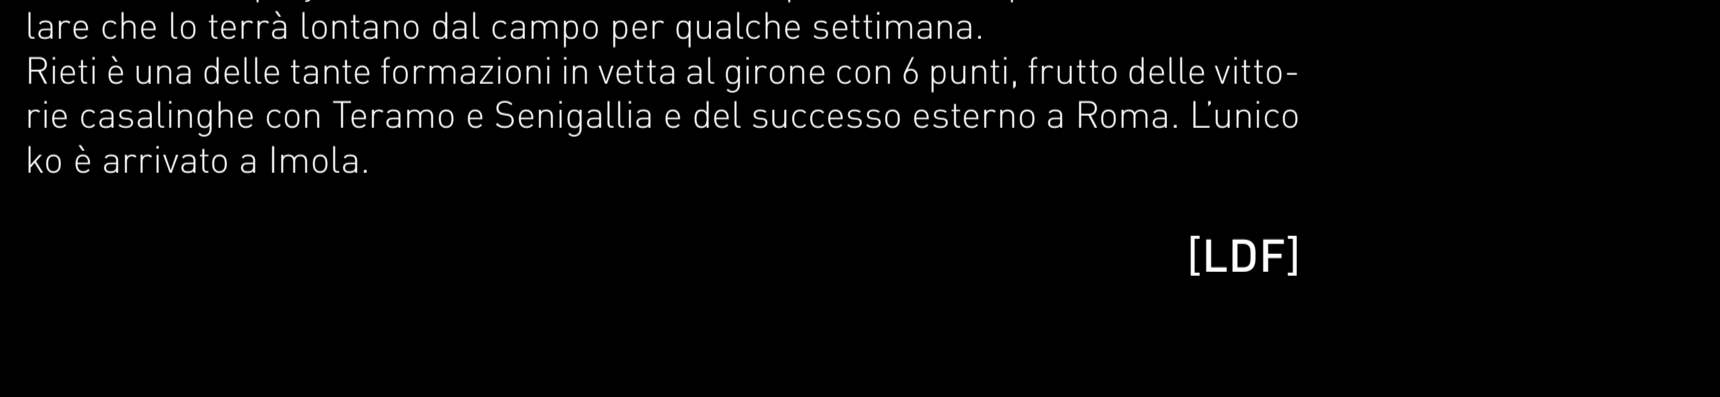 lare che lo terrà lontano dal campo per qualche settimana.
Rieti è una delle tante formazioni in vetta al girone con 6 punti, frutto delle vitto-
rie casalinghe con Teramo e Senigallia e del successo esterno a Roma. L'unico
ko è arrivato a Imola.
[LDF]